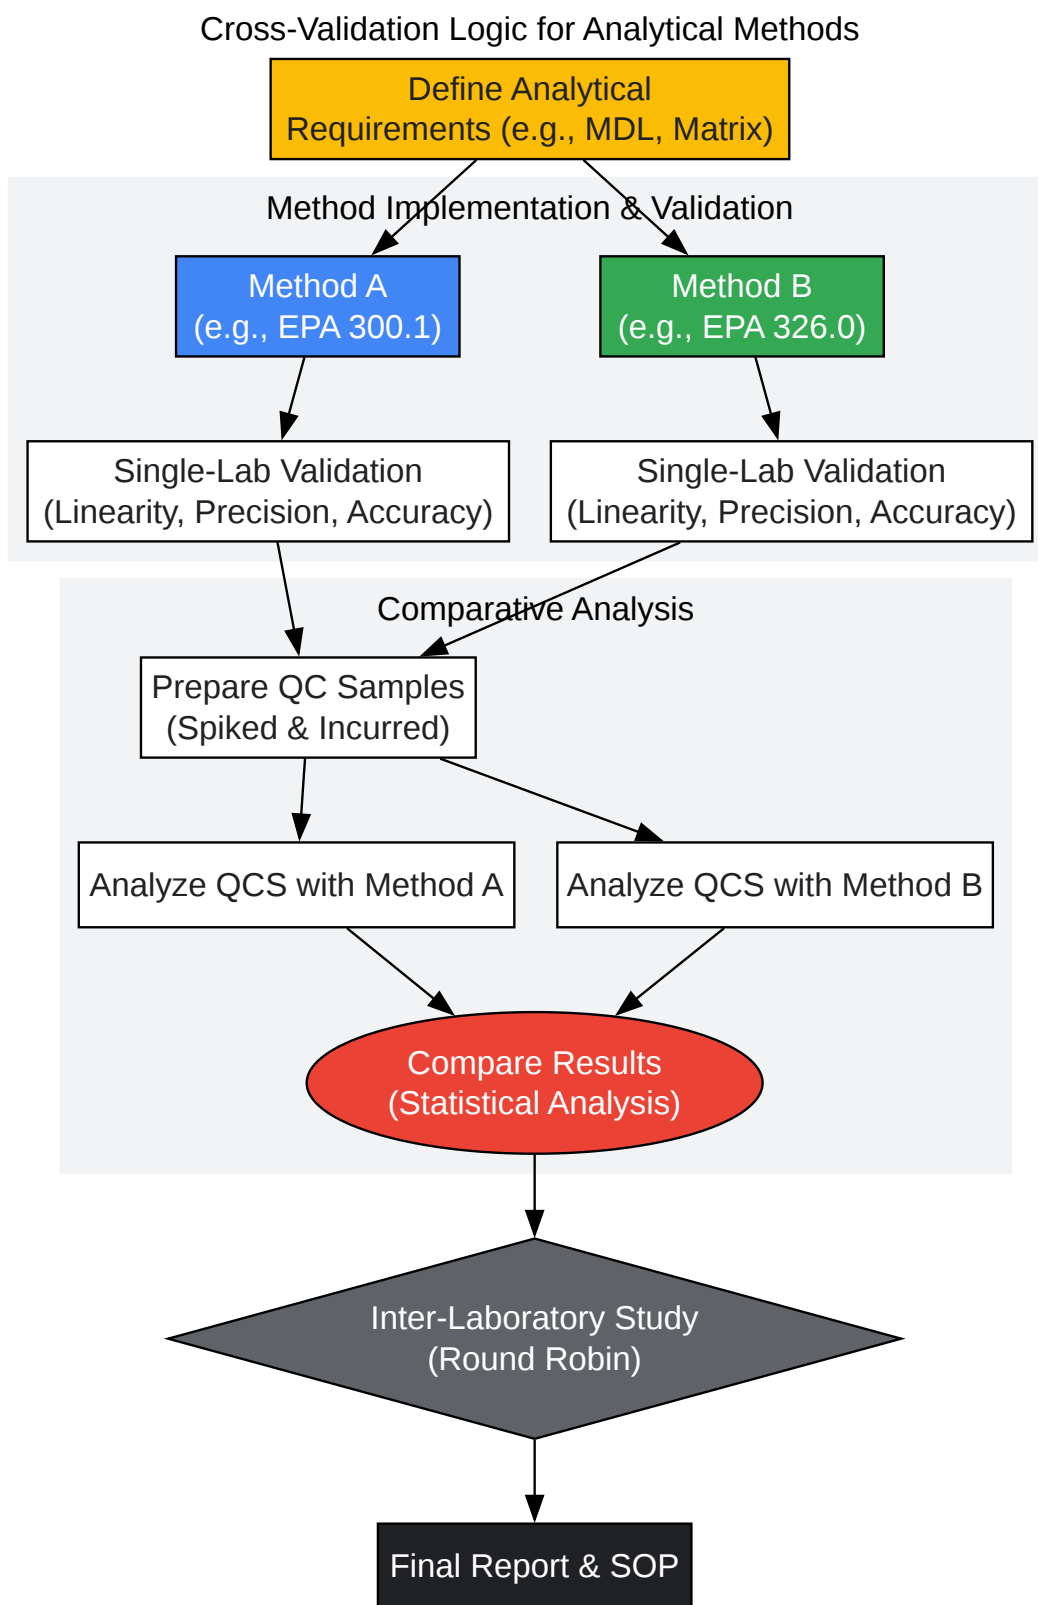 Cross-Validation Logic for Analytical Methods
Define Analytical
Requirements (e.g., MDL, Matrix)
Method Implementation & Validation
Method A
(e.g., EPA 300.1)
Method B
(e.g., EPA 326.0)
Single-Lab Validation
(Linearity, Precision, Accuracy)
Single-Lab Validation
(Linearity, Precision, Accuracy)
Comparative Analysis
Prepare QC Samples
(Spiked & Incurred)
Analyze QCS with Method A
Analyze QCS with Method B
Compare Results
(Statistical Analysis)
Inter-Laboratory Study
(Round Robin)
Final Report & SOP